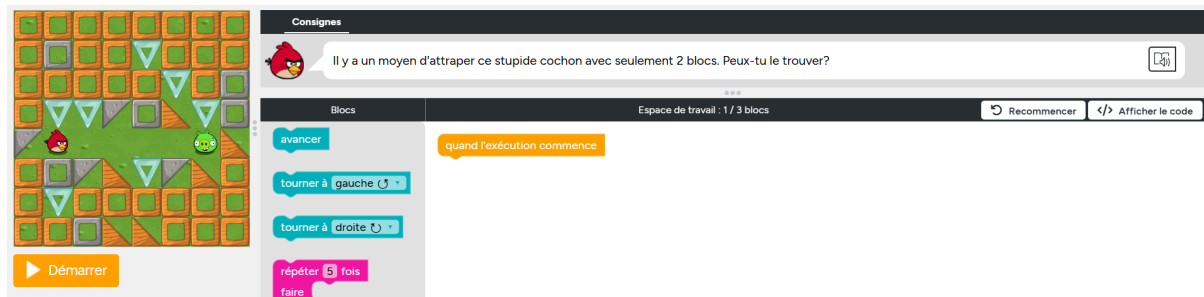 Consignes
Il y a un moyen d'attraper ce stupide cochon avec seulement 2 blocs. Peux-tu le trouver?
Blocs
Espace de travail : 1 / 3 blocs
Recommencer
</> Afficher le code
avancer
quand l'exécution commence
tourner à gauche ↺
tourner à droite ↻
répéter 5 fois
faire
Démarrer